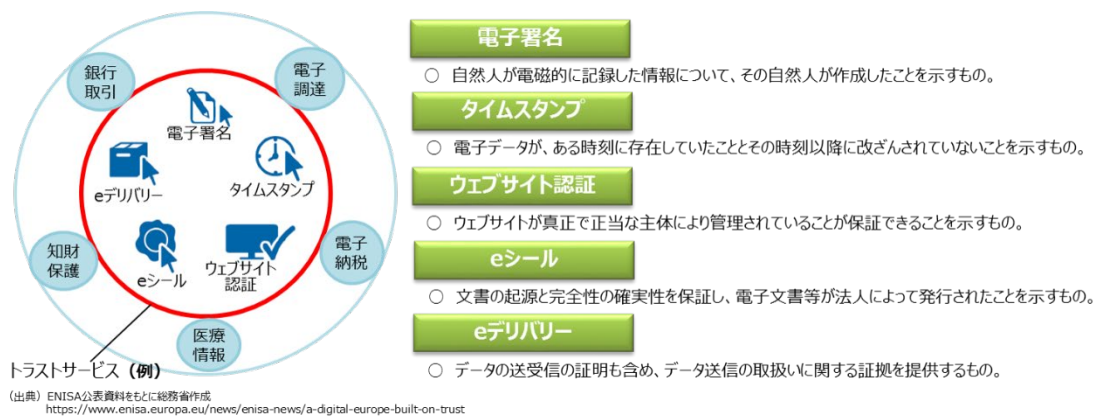 銀行
取引
電子
調達
電子署名
eデリバリー
タイムスタンプ
知財
保護
eシール
ウェブサイト
認証
電子
納税
医療
情報
トラストサービス（例）
電子署名
○ 自然人が電磁的に記録した情報について、その自然人が作成したことを示すもの。
タイムスタンプ
○ 電子データが、ある時刻に存在していたこととその時刻以降に改ざんされていないことを示すもの。
ウェブサイト認証
○ ウェブサイトが真正で正当な主体により管理されていることが保証できることを示すもの。
eシール
○ 文書の起源と完全性の確実性を保証し、電子文書等が法人によって発行されたことを示すもの。
eデリバリー
○ データの送受信の証明も含め、データ送信の取扱いに関する証拠を提供するもの。
（出典）ENISA公表資料をもとに総務省作成
https://www.enisa.europa.eu/news/enisa-news/a-digital-europe-built-on-trust